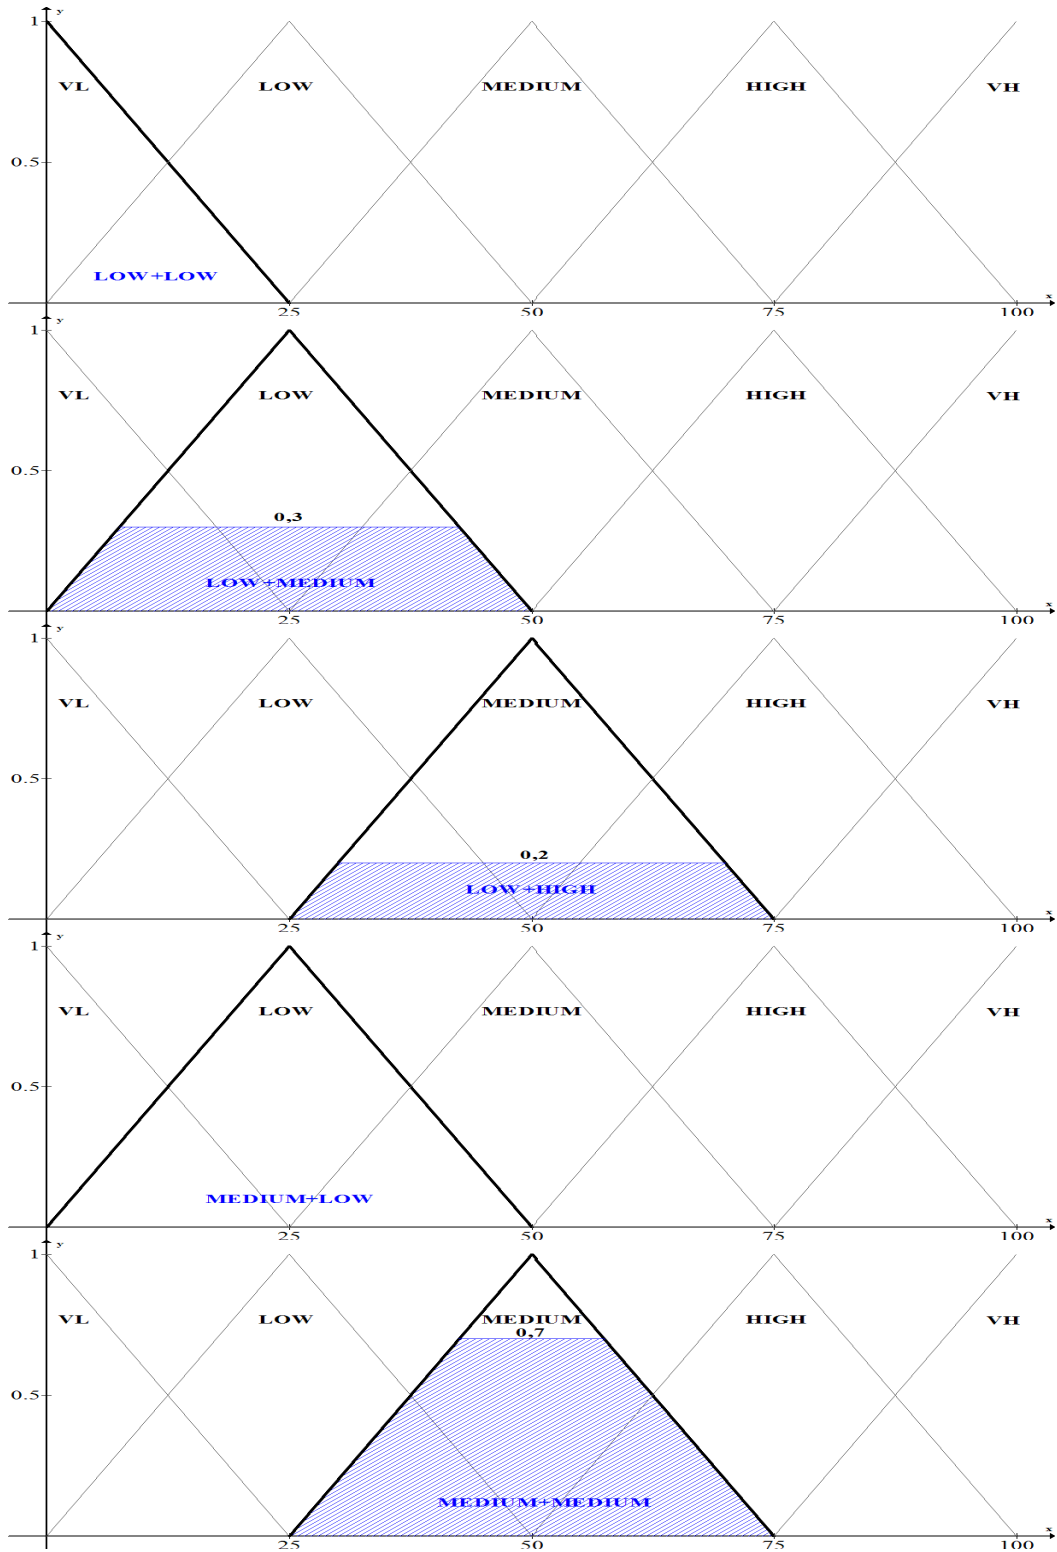 y
1
VL LOW MEDIUM HIGH VH
0.5
LOW+LOW
x
25 50 75 100
y
1
VL LOW MEDIUM HIGH VH
0.5
0,3
LOW+MEDIUM
x
25 50 75 100
y
1
VL LOW MEDIUM HIGH VH
0.5
0,2
LOW+HIGH
x
25 50 75 100
y
1
VL LOW MEDIUM HIGH VH
0.5
MEDIUM+LOW
x
25 50 75 100
y
1
VL LOW MEDIUM HIGH VH
0,7
0.5
MEDIUM+MEDIUM
x
25 50 75 100